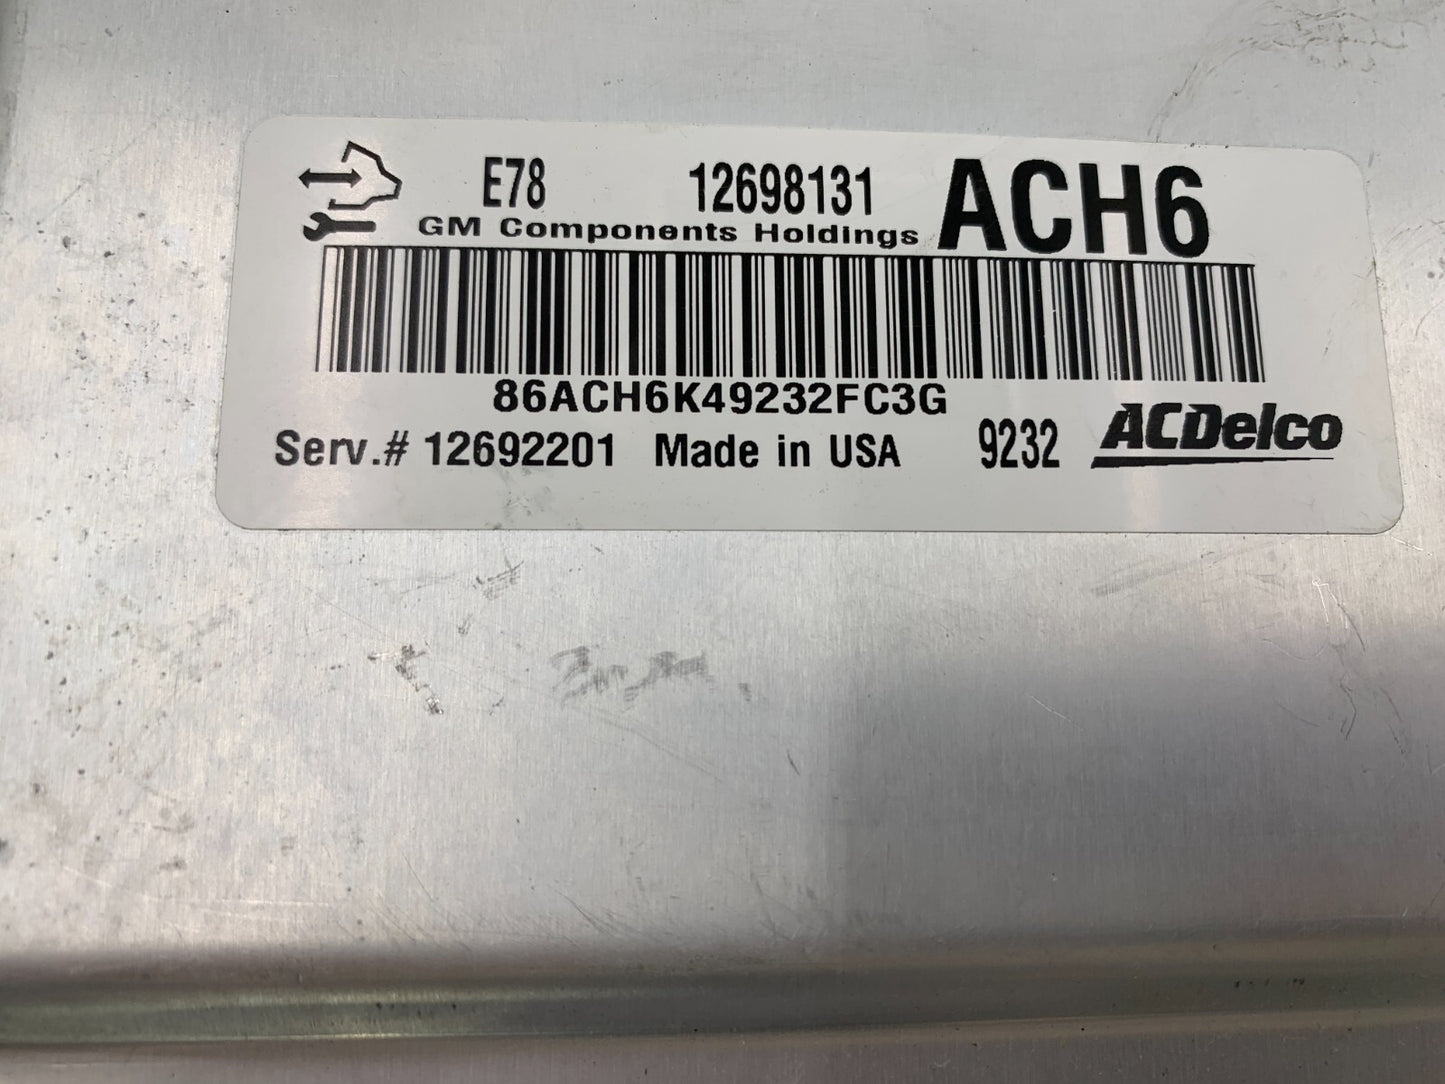 E78 12698131 ACH6
GM Components Holdings
86ACH6K49232FC3G
Serv.# 12692201 Made in USA 9232 ACDelco